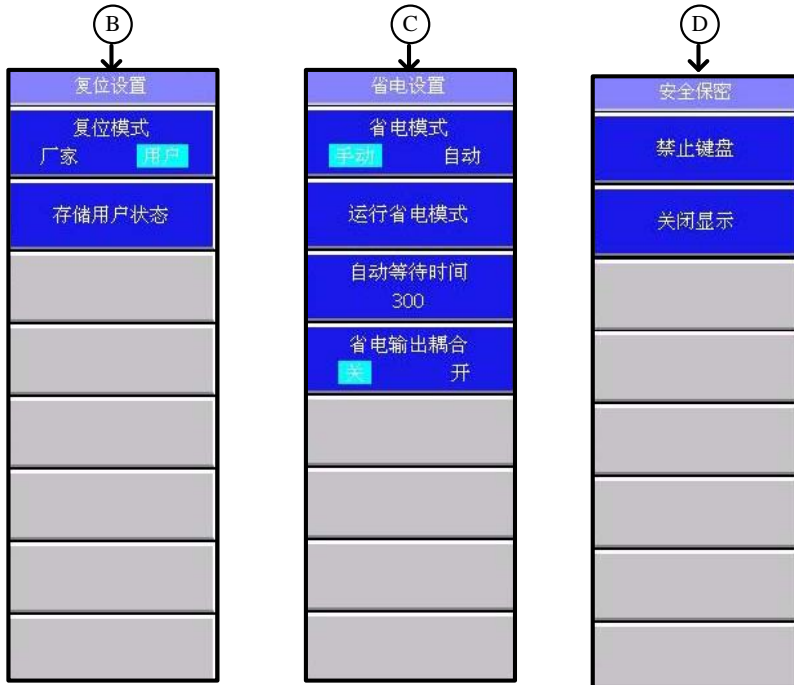 B
复位设置
复位模式
厂家 用户
存储用户状态
C
省电设置
省电模式
手动 自动
运行省电模式
自动等待时间
300
省电输出耦合
关 开
D
安全保密
禁止键盘
关闭显示